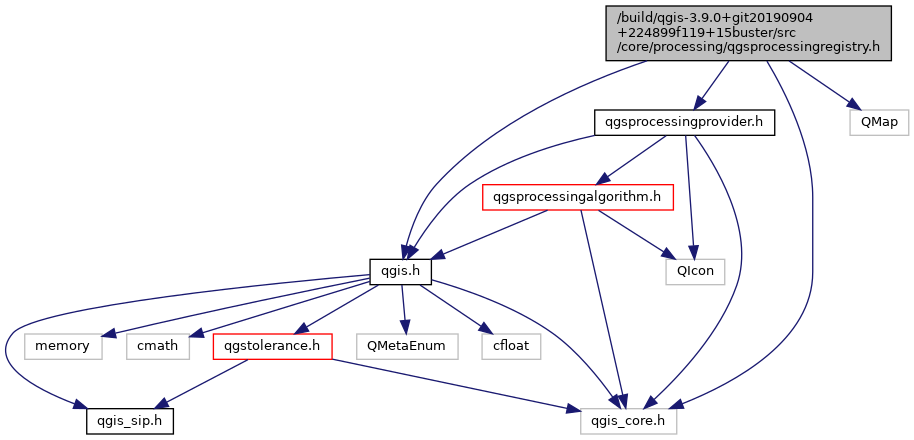 /build/qgis-3.9.0+git20190904
+224899f119+15buster/src
/core/processing/qgsprocessingregistry.h
qgsprocessingprovider.h
QMap
qgsprocessingalgorithm.h
qgis.h
QIcon
memory
cmath
qgstolerance.h
QMetaEnum
cfloat
qgis_sip.h
qgis_core.h